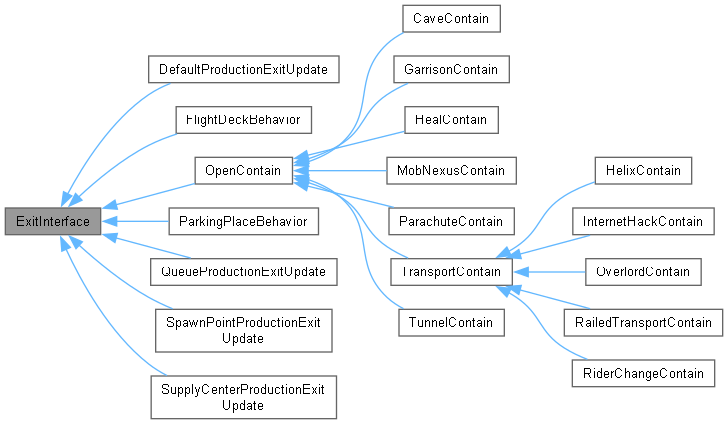 CaveContain
DefaultProductionExitUpdate
GarrisonContain
FlightDeckBehavior
HealContain
OpenContain
MobNexusContain
HelixContain
ExitInterface
ParkingPlaceBehavior
ParachuteContain
InternetHackContain
QueueProductionExitUpdate
TransportContain
OverlordContain
SpawnPointProductionExit
Update
TunnelContain
RailedTransportContain
RiderChangeContain
SupplyCenterProductionExit
Update